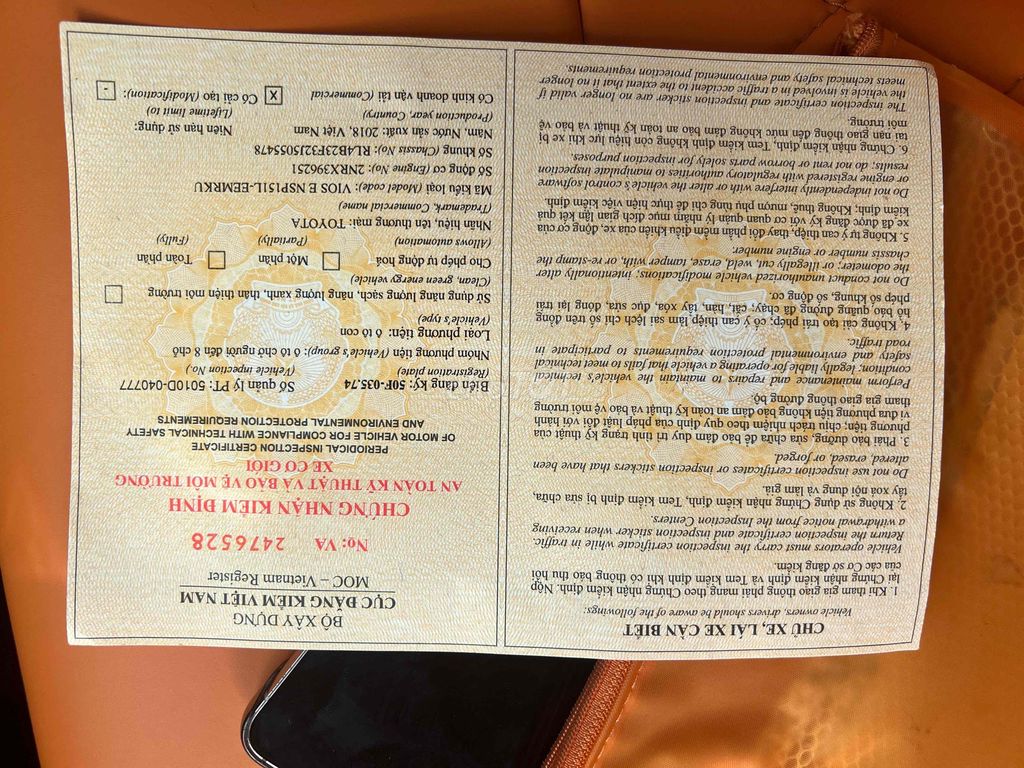 CHỦ XE, LÁI XE CẦN BIẾT
Vehicle owners, drivers should be aware of the followings:
1. Khi tham gia giao thông phải mang theo Chứng nhận kiểm định. Nộp
lại Chứng nhận kiểm định và Tem kiểm định khi có thông báo thu hồi
của các Cơ sở đăng kiểm.
Vehicle operators must carry the inspection certificate while in traffic.
Return the inspection certificate and inspection sticker when receiving
a withdrawal notice from the Inspection Centers.
2. Không sử dụng Chứng nhận kiểm định, Tem kiểm định bị sửa chữa,
tẩy xoá nội dung và làm giả.
Do not use inspection certificates or inspection stickers that have been
altered, erased, or forged.
3. Phải bảo dưỡng, sửa chữa để bảo đảm duy trì tình trạng kỹ thuật của
phương tiện; chịu trách nhiệm theo quy định của pháp luật đối với hành
vi đưa phương tiện không bảo đảm an toàn kỹ thuật và bảo vệ môi trường
tham gia giao thông đường bộ.
Perform maintenance and repairs to maintain the vehicle's technical
condition; legally liable for operating a vehicle that fails to meet technical
safety and environmental protection requirements to participate in
road traffic.
4. Không cải tạo trái phép; cố ý can thiệp làm sai lệch chỉ số trên đồng
hồ báo quãng đường đã chạy; cắt, hàn, tẩy xóa, đục sửa, đóng lại trái
phép số khung, số động cơ.
Do not conduct unauthorized vehicle modifications; intentionally alter
the odometer; or illegally cut, weld, erase, tamper with, or re-stamp the
chassis number or engine number.
5. Không tự ý can thiệp, thay đổi phần mềm điều khiển của xe, động cơ của
xe đã được đăng ký với cơ quan quản lý nhằm mục đích gian lận kết quả
kiểm định; Không thuê, mượn phụ tùng chỉ để thực hiện việc kiểm định.
Do not independently interfere with or alter the vehicle's control software
or engine registered with regulatory authorities to manipulate inspection
results; do not rent or borrow parts solely for inspection purposes.
6. Chứng nhận kiểm định, Tem kiểm định không còn hiệu lực khi xe bị
tai nạn giao thông đến mức không đảm bảo an toàn kỹ thuật và bảo vệ
môi trường.
The inspection certificate and inspection sticker are no longer valid if
the vehicle is involved in a traffic accident to the extent that it no longer
meets technical safety and environmental protection requirements.
BỘ XÂY DỰNG
CỤC ĐĂNG KIỂM VIỆT NAM
MOC – Vietnam Register
No: VA 2476528
CHỨNG NHẬN KIỂM ĐỊNH
AN TOÀN KỸ THUẬT VÀ BẢO VỆ MÔI TRƯỜNG
XE CƠ GIỚI
PERIODICAL INSPECTION CERTIFICATE
OF MOTOR VEHICLE FOR COMPLIANCE WITH TECHNICAL SAFETY
AND ENVIRONMENTAL PROTECTION REQUIREMENTS
Biển đăng ký: 50F-035.74 Số quản lý PT: 5010D-040777
(Registration plate) (Vehicle inspection No.)
Nhóm phương tiện (Vehicle's group): ô tô chở người đến 8 chỗ
Loại phương tiện: ô tô con
(Vehicle's type)
Sử dụng năng lượng sạch, năng lượng xanh, thân thiện môi trường
(Clean, green energy vehicle)
Cho phép tự động hoá Một phần Toàn phần
(Allows automation) (Partially) (Fully)
Nhãn hiệu, tên thương mại: TOYOTA
(Trademark, Commercial name)
Mã kiểu loại (Model code): VIOS E NSP151L-EEMRKU
Số động cơ (Engine No): 2NRX396251
Số khung (Chassis No): RL4B23F32J5055478
Năm, Nước sản xuất: 2018, Việt Nam Niên hạn sử dụng:
(Production year, Country) (Lifetime limit to)
Có kinh doanh vận tải (Commercial X Có cải tạo (Modification): -